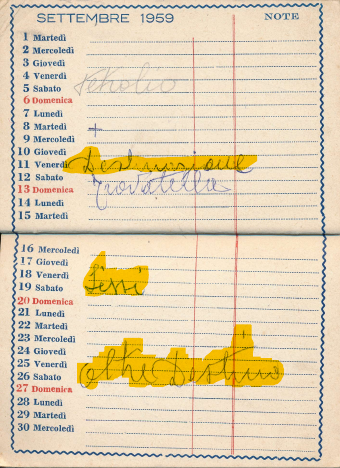 SETTEMBRE 1959 NOTE
1 Martedì
2 Mercoledì
3 Giovedì
4 Venerdì
5 Sabato
6 Domenica
7 Lunedì
8 Martedì +
9 Mercoledì
10 Giovedì
11 Venerdì Destinazione
12 Sabato
13 Domenica Trovatella
14 Lunedì
15 Martedì
16 Mercoledì
17 Giovedì
18 Venerdì
19 Sabato Sissi
20 Domenica
21 Lunedì
22 Martedì
23 Mercoledì
24 Giovedì
25 Venerdì
26 Sabato oltre Destino
27 Domenica
28 Lunedì
29 Martedì
30 Mercoledì